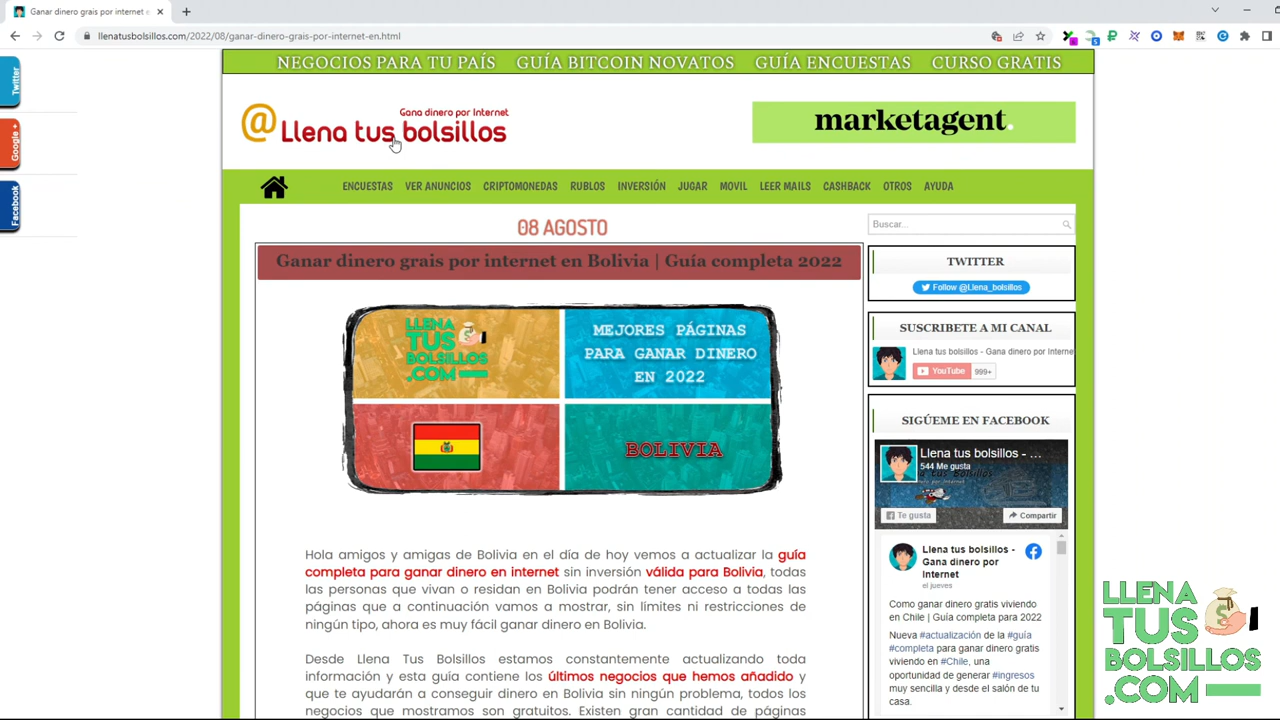 Ganar dinero grais por internet e
llenatusbolsillos.com/2022/08/ganar-dinero-grais-por-internet-en.html
Twitter
Google +
Facebook
NEGOCIOS PARA TU PAÍS GUÍA BITCOIN NOVATOS GUÍA ENCUESTAS CURSO GRATIS
Gana dinero por Internet
@Llena tus bolsillos
marketagent.
ENCUESTAS VER ANUNCIOS CRIPTOMONEDAS RUBLOS INVERSIÓN JUGAR MOVIL LEER MAILS CASHBACK OTROS AYUDA
08 AGOSTO
Ganar dinero grais por internet en Bolivia | Guía completa 2022
LLENA
TUS
BOLSILLOS
.COM
MEJORES PÁGINAS
PARA GANAR DINERO
EN 2022
BOLIVIA
Hola amigos y amigas de Bolivia en el día de hoy vemos a actualizar la guía
completa para ganar dinero en internet sin inversión válida para Bolivia, todas
las personas que vivan o residan en Bolivia podrán tener acceso a todas las
páginas que a continuación vamos a mostrar, sin límites ni restricciones de
ningún tipo, ahora es muy fácil ganar dinero en Bolivia.
Desde Llena Tus Bolsillos estamos constantemente actualizando toda
información y esta guía contiene los últimos negocios que hemos añadido y
que te ayudarán a conseguir dinero en Bolivia sin ningún problema, todos los
negocios que mostramos son gratuitos. Existen gran cantidad de páginas
Buscar...
TWITTER
Follow @Llena_bolsillos
SUSCRIBETE A MI CANAL
Llena tus bolsillos - Gana dinero por Interne
YouTube 999+
SIGÚEME EN FACEBOOK
Llena tus bolsillos - ...
544 Me gusta
Te gusta Compartir
Llena tus bolsillos -
Gana dinero por
Internet
el jueves
Como ganar dinero gratis viviendo
en Chile | Guía completa para 2022
Nueva #actualización de la #guía
#completa para ganar dinero gratis
viviendo en #Chile, una
oportunidad de generar #ingresos
muy sencilla y desde el salón de tu
casa.
LLENA
TUS
BOLSILLOS
.COM